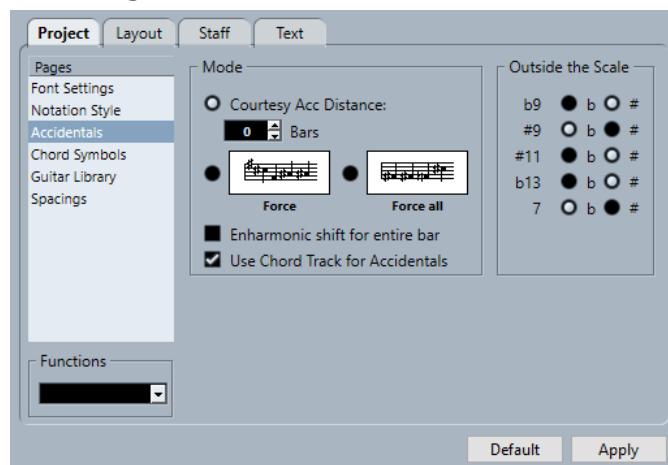 Project Layout Staff Text
Pages
Font Settings
Notation Style
Accidentals
Chord Symbols
Guitar Library
Spacings
Functions
Mode
Courtesy Acc Distance:
0 Bars
Force Force all
Enharmonic shift for entire bar
Use Chord Track for Accidentals
Outside the Scale
b9 b #
#9 b #
#11 b #
b13 b #
7 b #
Default Apply